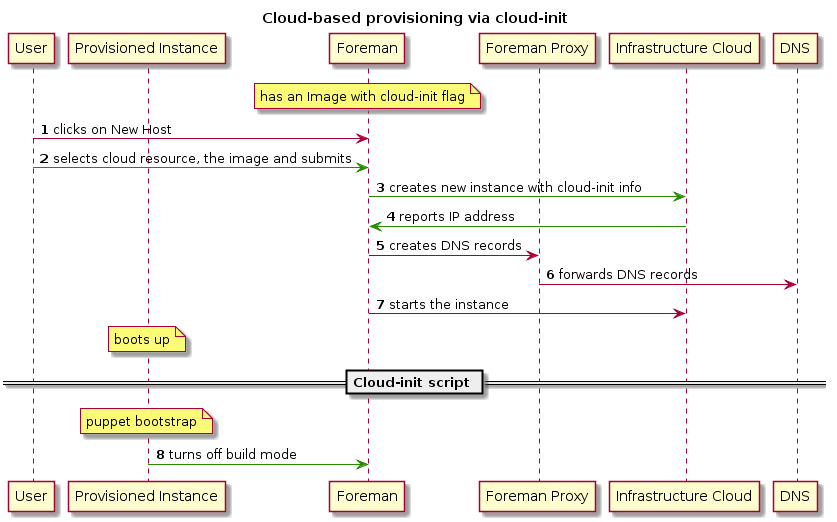 Cloud-based provisioning via cloud-init
User Provisioned Instance Foreman Foreman Proxy Infrastructure Cloud DNS
has an Image with cloud-init flag
1 clicks on New Host
2 selects cloud resource, the image and submits
3 creates new instance with cloud-init info
4 reports IP address
5 creates DNS records
6 forwards DNS records
7 starts the instance
boots up
Cloud-init script
puppet bootstrap
8 turns off build mode
User Provisioned Instance Foreman Foreman Proxy Infrastructure Cloud DNS